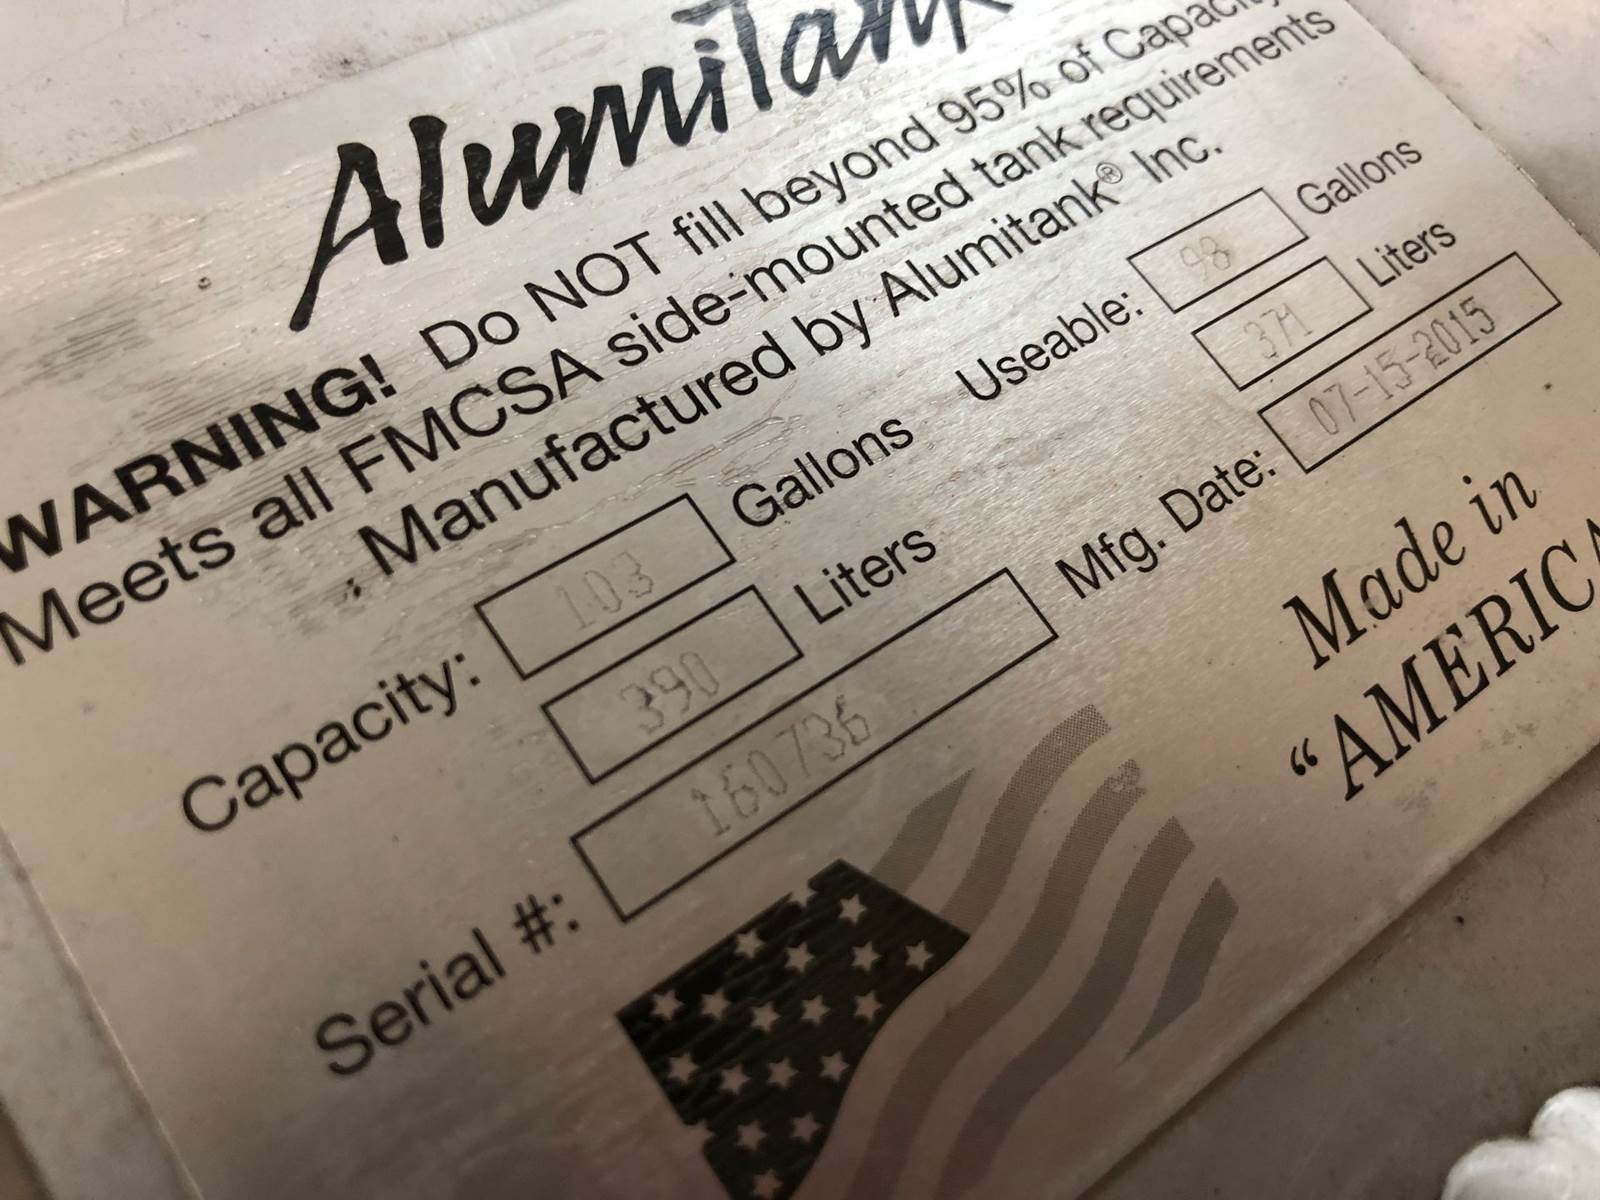 AlumiTank
WARNING! Do NOT fill beyond 95% of Capacity
Meets all FMCSA side-mounted tank requirements
Manufactured by Alumitank® Inc.
Capacity: 103 Gallons Useable: 98 Gallons
390 Liters 371 Liters
Serial #: 160736 Mfg. Date: 07-15-2015
Made in
"AMERICA